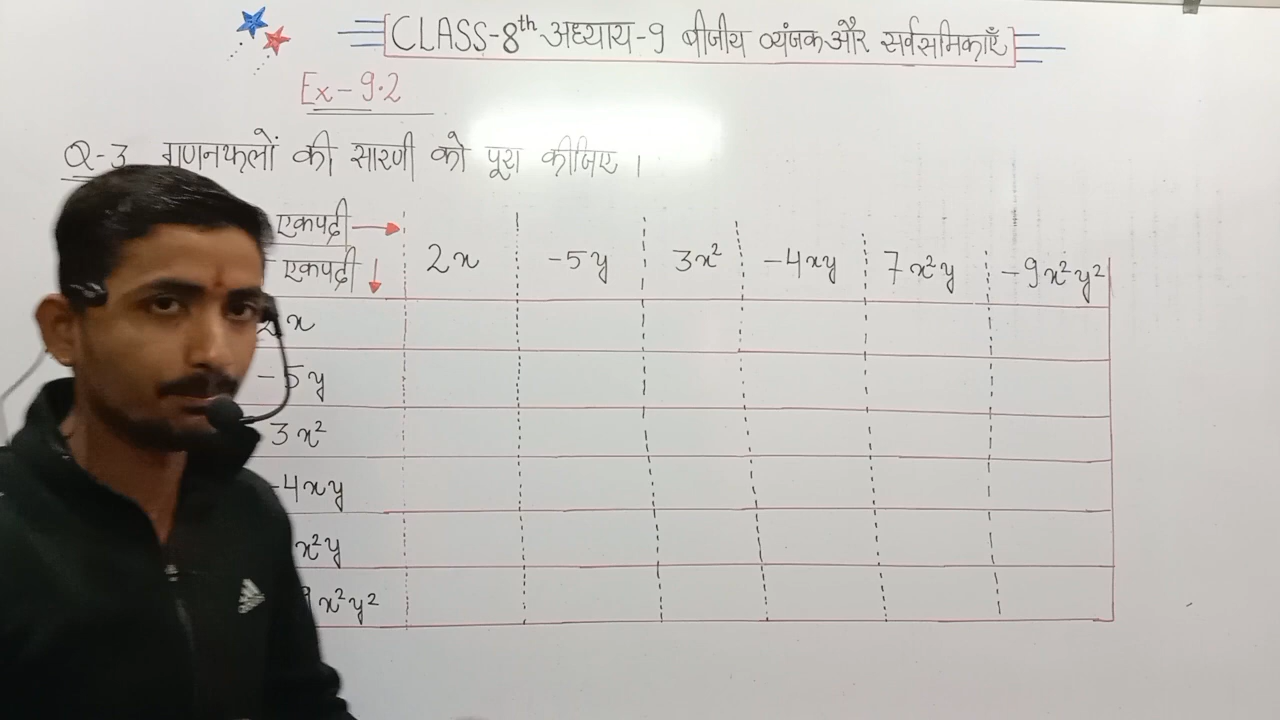 CLASS-8th अध्याय-9 बीजीय व्यंजक और सर्वसमिकाएँ
Ex-9.2
Q-3 गुणनफलों की सारणी को पूरा कीजिए ।
एकपदी →
एकपदी ↓ 2x -5y 3x² -4xy 7x²y -9x²y²
2x
-5y
3x²
-4xy
x²y
9x²y²